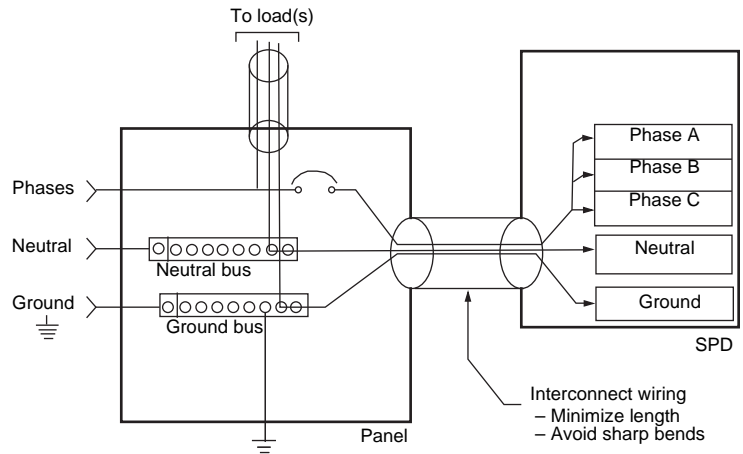 To load(s)
Phases
Neutral
Ground
Neutral bus
Ground bus
Panel
Phase A
Phase B
Phase C
Neutral
Ground
SPD
Interconnect wiring
– Minimize length
– Avoid sharp bends